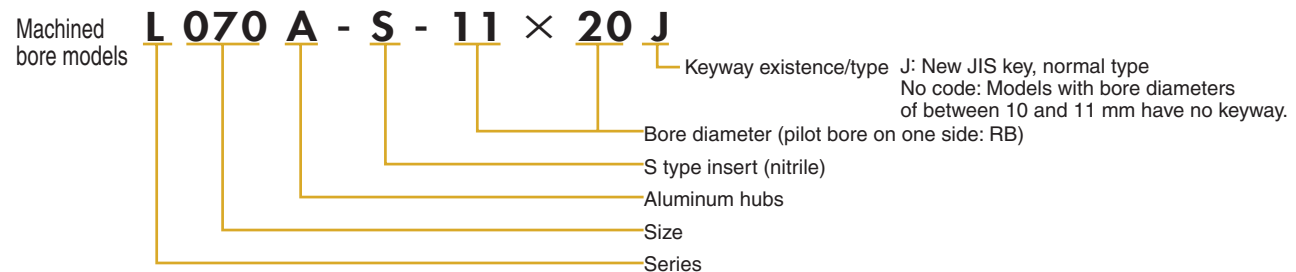 Machined
bore models
L 070 A - S - 11 × 20 J
Keyway existence/type
J: New JIS key, normal type
No code: Models with bore diameters
of between 10 and 11 mm have no keyway.
Bore diameter (pilot bore on one side: RB)
S type insert (nitrile)
Aluminum hubs
Size
Series